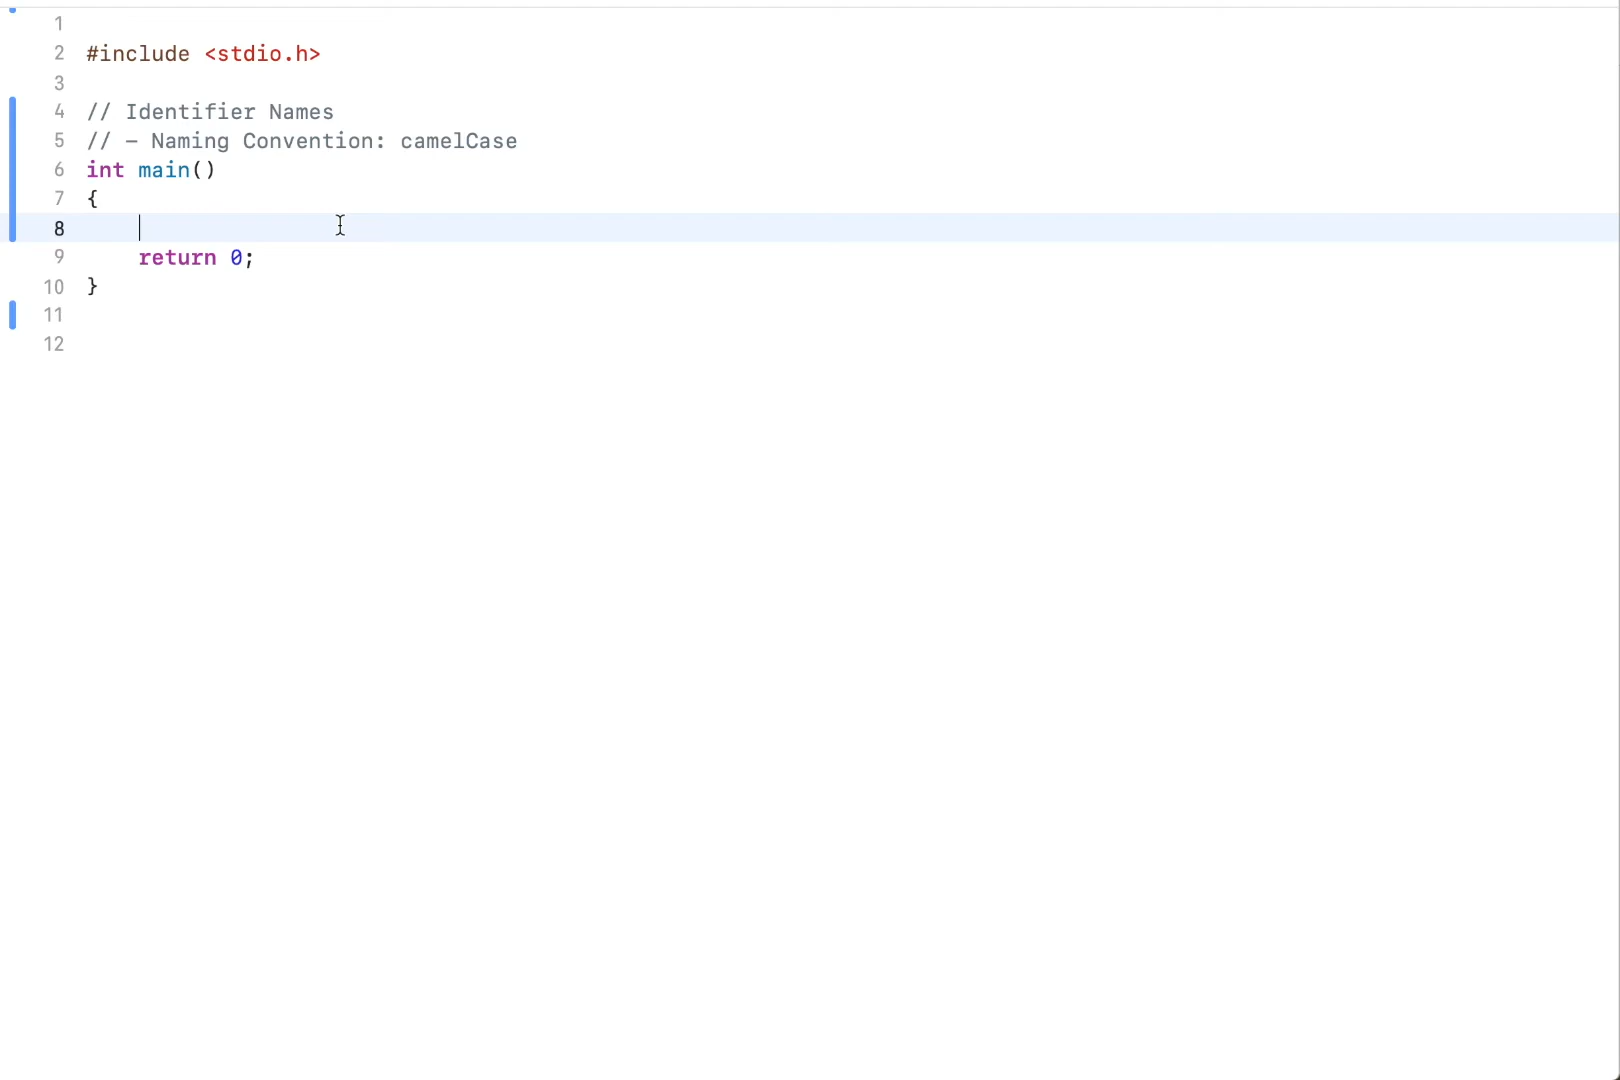 1
2 #include <stdio.h>
3
4 // Identifier Names
5 // – Naming Convention: camelCase
6 int main()
7 {
8
9 return 0;
10 }
11
12